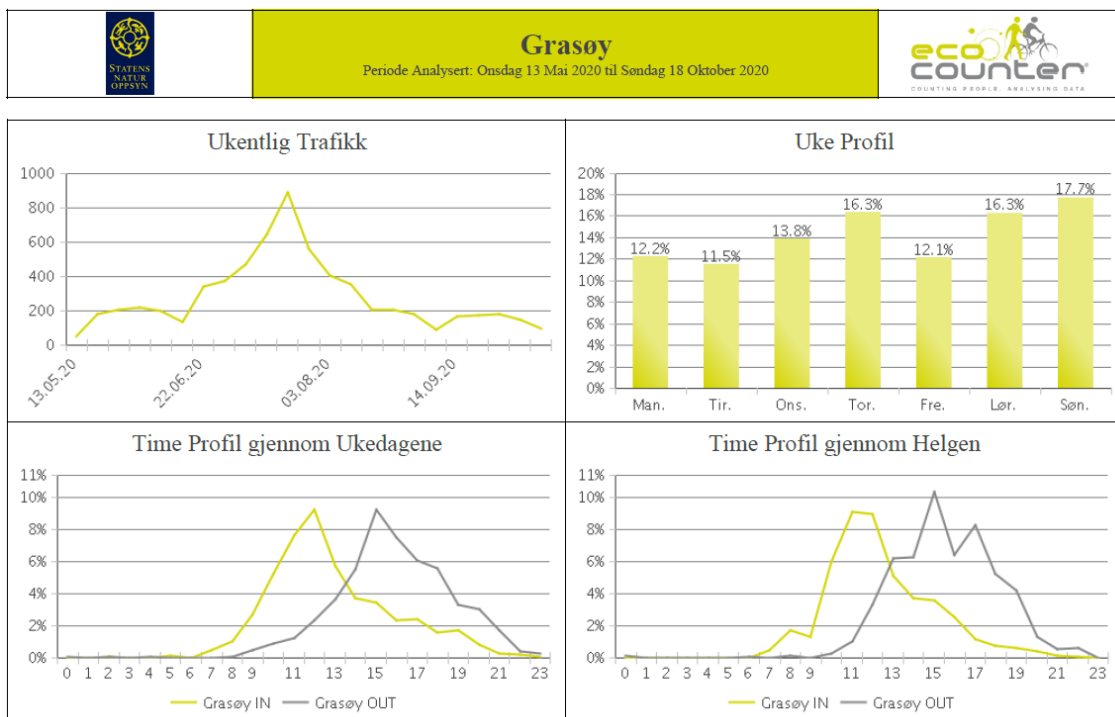 STATENS
NATUR
OPPSYN
Grasøy
Periode Analysert: Onsdag 13 Mai 2020 til Søndag 18 Oktober 2020
eco
counter®
COUNTING PEOPLE, ANALYSING DATA
Ukentlig Trafikk
1000
800
600
400
200
0
13.05.20
22.06.20
03.08.20
14.09.20
Uke Profil
20%
18%
16%
14%
12%
10%
8%
6%
4%
2%
0%
12.2%
11.5%
13.8%
16.3%
12.1%
16.3%
17.7%
Man. Tir. Ons. Tor. Fre. Lør. Søn.
Time Profil gjennom Ukedagene
11%
10%
8%
6%
4%
2%
0%
0 1 2 3 4 5 6 7 8 9 11 13 15 17 19 21 23
Grasøy IN Grasøy OUT
Time Profil gjennom Helgen
11%
10%
8%
6%
4%
2%
0%
0 1 2 3 4 5 6 7 8 9 11 13 15 17 19 21 23
Grasøy IN Grasøy OUT